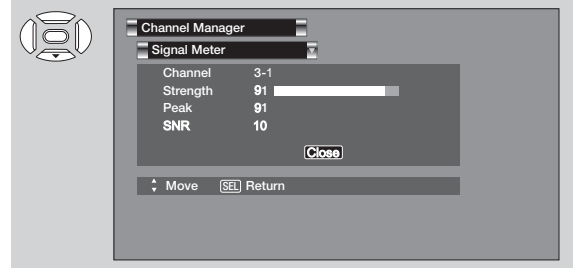 Channel Manager
Signal Meter
Channel 3-1
Strength 91
Peak 91
SNR 10
Close
Move SEL Return